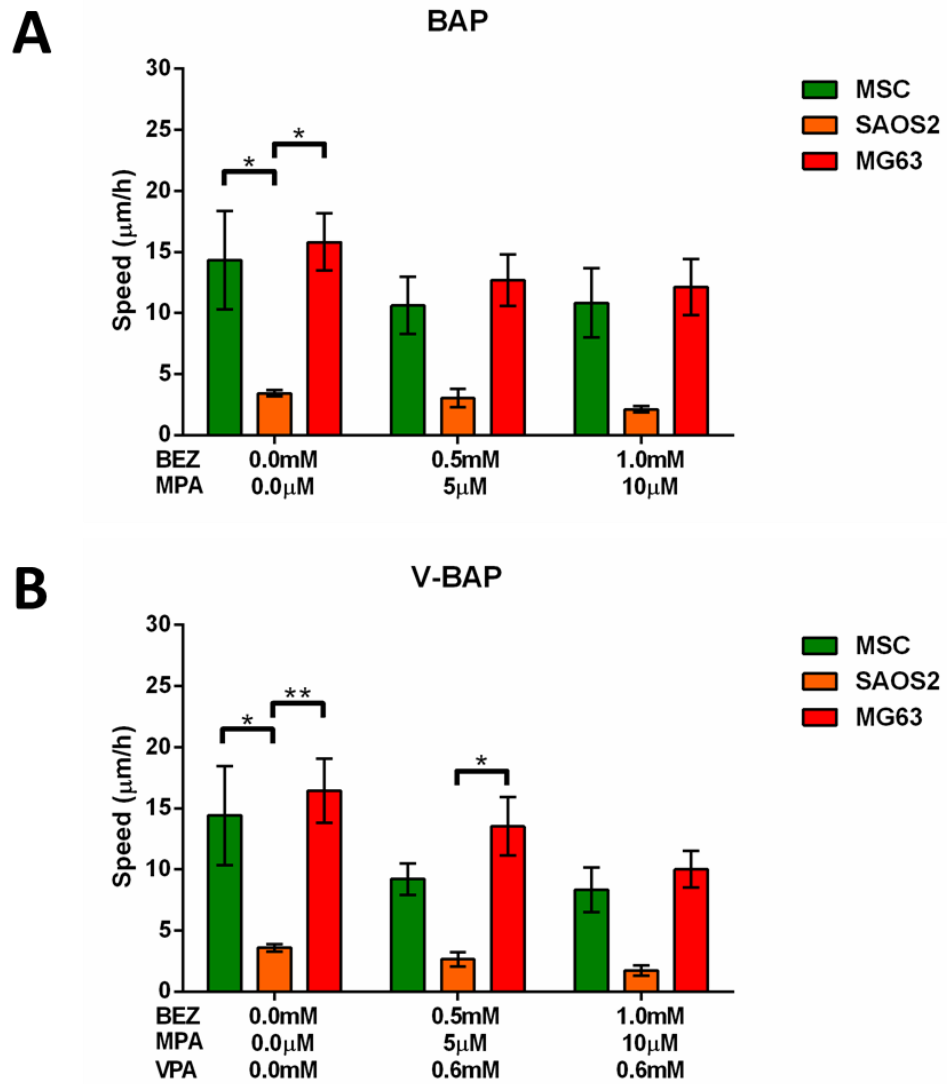 A
BAP
30
25
20
15
10
5
0
Speed (μm/h)
* *
MSC
SAOS2
MG63
BEZ 0.0mM 0.5mM 1.0mM
MPA 0.0μM 5μM 10μM
B
V-BAP
30
25
20
15
10
5
0
Speed (μm/h)
* ** *
MSC
SAOS2
MG63
BEZ 0.0mM 0.5mM 1.0mM
MPA 0.0μM 5μM 10μM
VPA 0.0mM 0.6mM 0.6mM